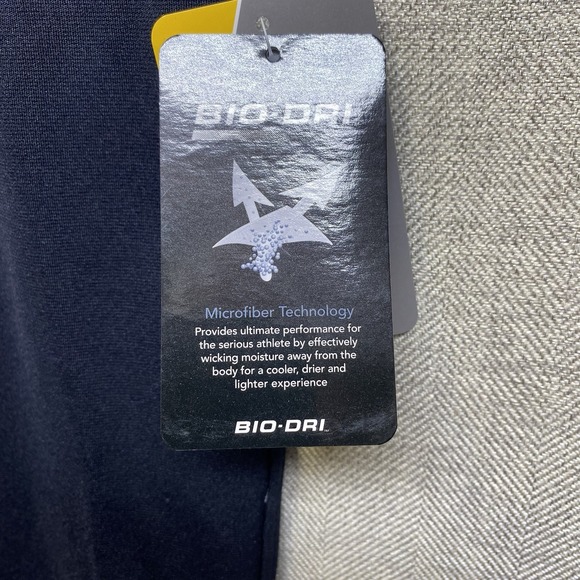 BIO-DRI
Microfiber Technology
Provides ultimate performance for
the serious athlete by effectively
wicking moisture away from the
body for a cooler, drier and
lighter experience
BIO-DRI™